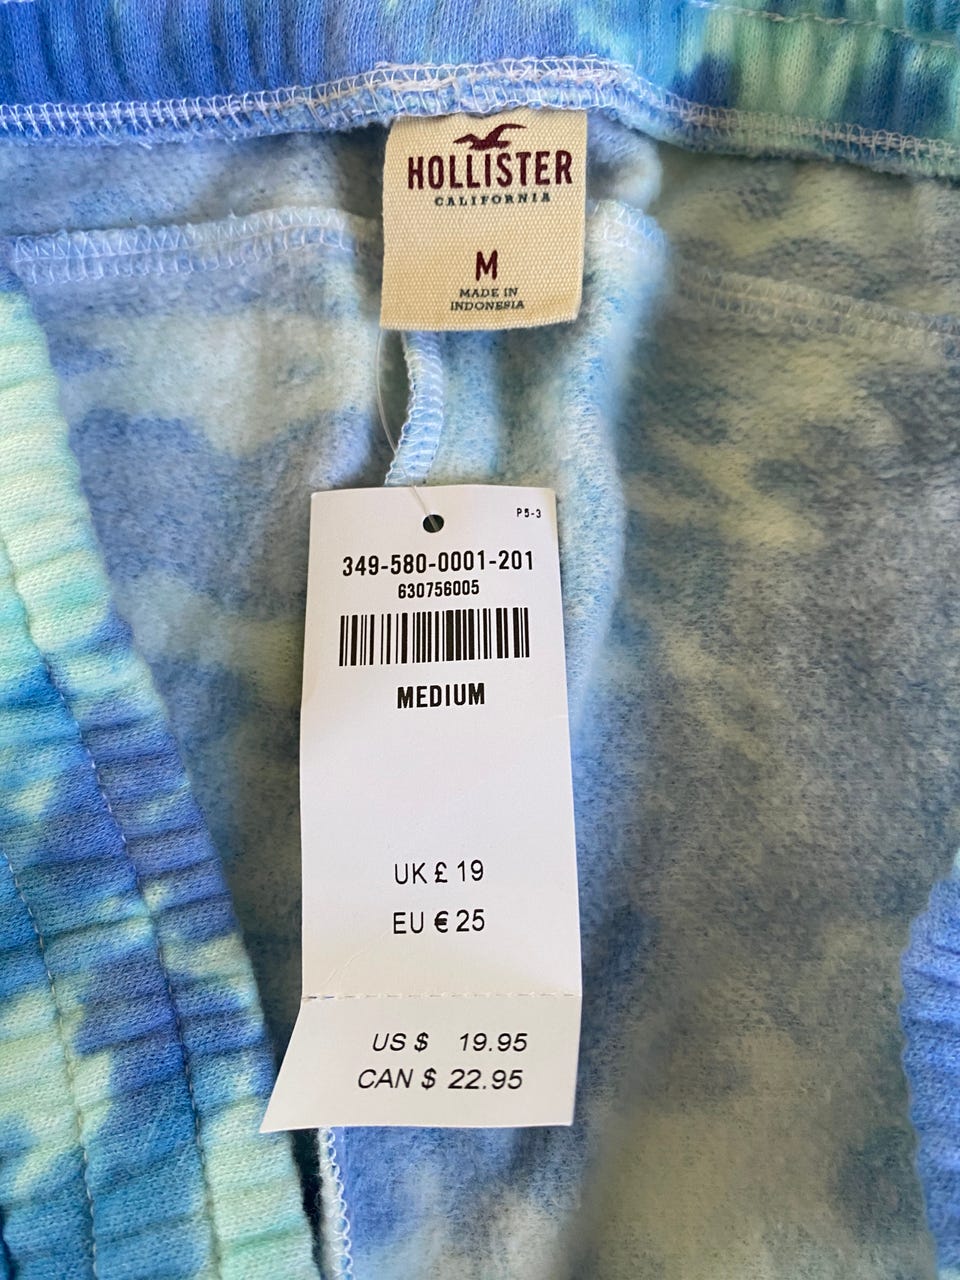 HOLLISTER
CALIFORNIA
M
MADE IN
INDONESIA
P5-3
349-580-0001-201
630756005
MEDIUM
UK £ 19
EU € 25
US $ 19.95
CAN $ 22.95